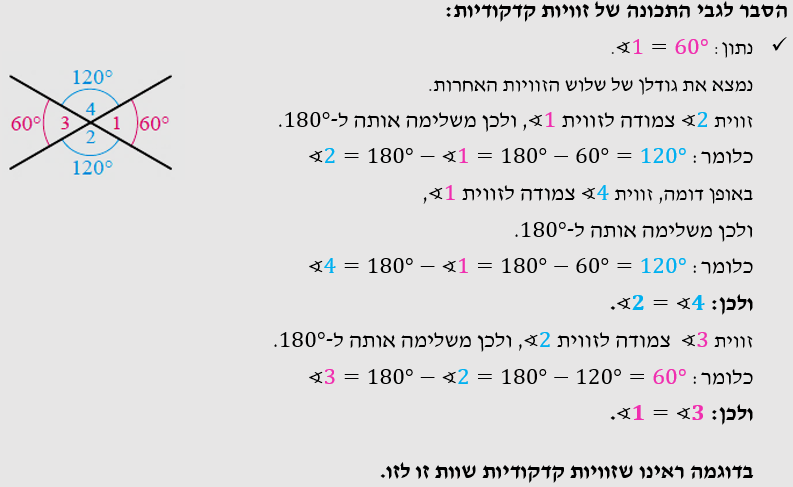 הסבר לגבי התכונה של זוויות קדקודיות:
✓ נתון: ∢1 = 60°.
נמצא את גודלן של שלוש הזוויות האחרות.
זווית ∢2 צמודה לזווית ∢1, ולכן משלימה אותה ל-180°.
כלומר: ∢2 = 180° − ∢1 = 180° − 60° = 120°
באופן דומה, זווית ∢4 צמודה לזווית ∢1,
ולכן משלימה אותה ל-180°.
כלומר: ∢4 = 180° − ∢1 = 180° − 60° = 120°
ולכן: ∢2 = ∢4.
זווית ∢3 צמודה לזווית ∢2, ולכן משלימה אותה ל-180°.
כלומר: ∢3 = 180° − ∢2 = 180° − 120° = 60°
ולכן: ∢1 = ∢3.
בדוגמה ראינו שזוויות קדקודיות שוות זו לזו.
120°
4
60° 3 1 60°
2
120°